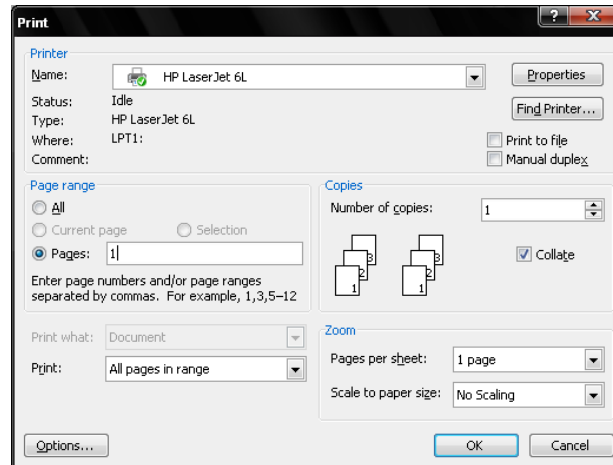 Print
Printer
Name: HP LaserJet 6L Properties
Status: Idle
Type: HP LaserJet 6L Find Printer...
Where: LPT1: Print to file
Comment: Manual duplex
Page range
All
Current page Selection
Pages: 1
Enter page numbers and/or page ranges
separated by commas. For example, 1,3,5–12
Copies
Number of copies: 1
3 3
2 2
1 1
Collate
Print what: Document
Print: All pages in range
Zoom
Pages per sheet: 1 page
Scale to paper size: No Scaling
Options... OK Cancel